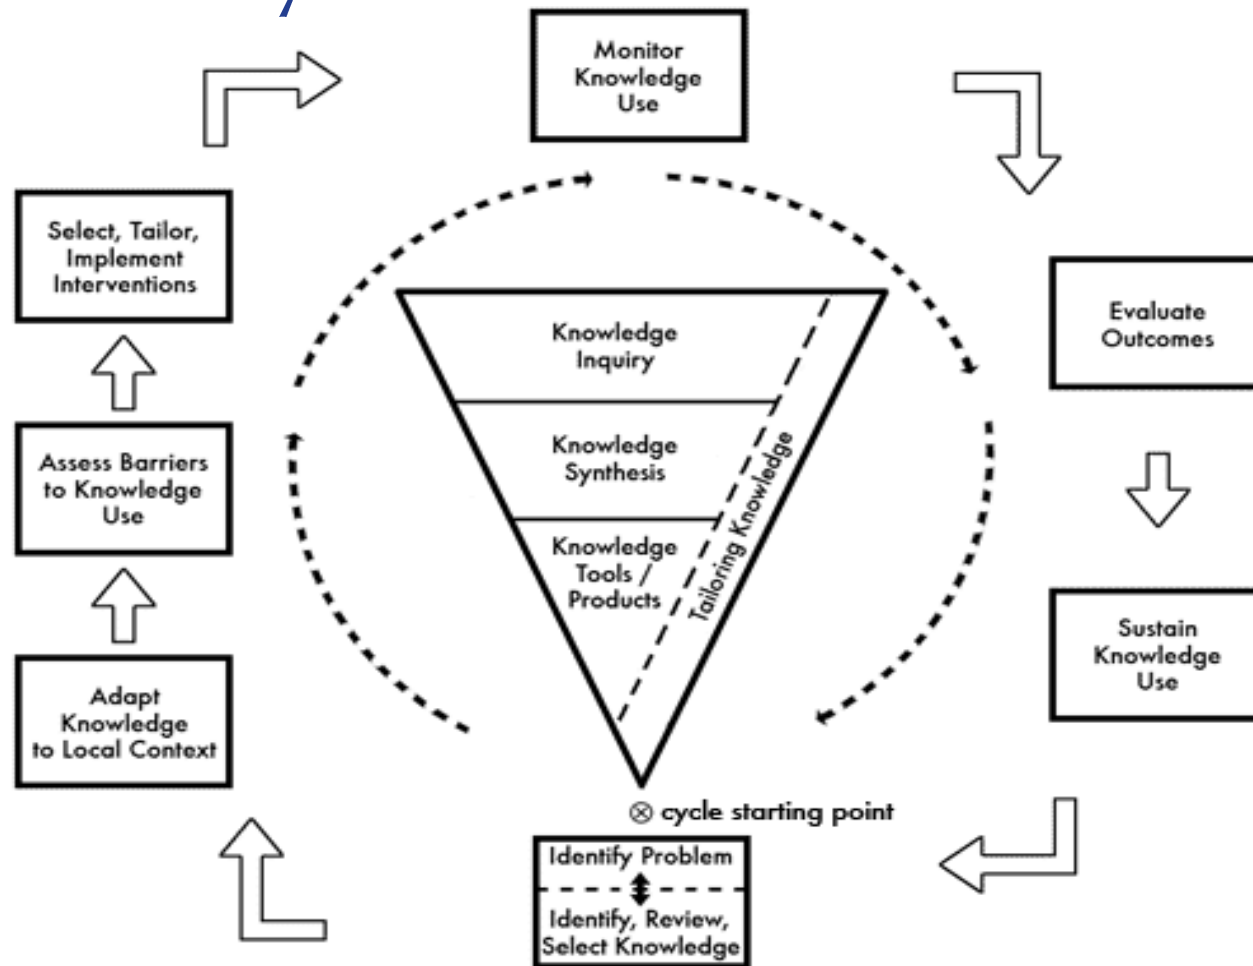 Monitor
Knowledge
Use
Select, Tailor,
Implement
Interventions
Evaluate
Outcomes
Knowledge
Inquiry
Knowledge
Synthesis
Knowledge
Tools /
Products
Tailoring Knowledge
Assess Barriers
to Knowledge
Use
Sustain
Knowledge
Use
Adapt
Knowledge
to Local Context
⊗ cycle starting point
Identify Problem
Identify, Review,
Select Knowledge